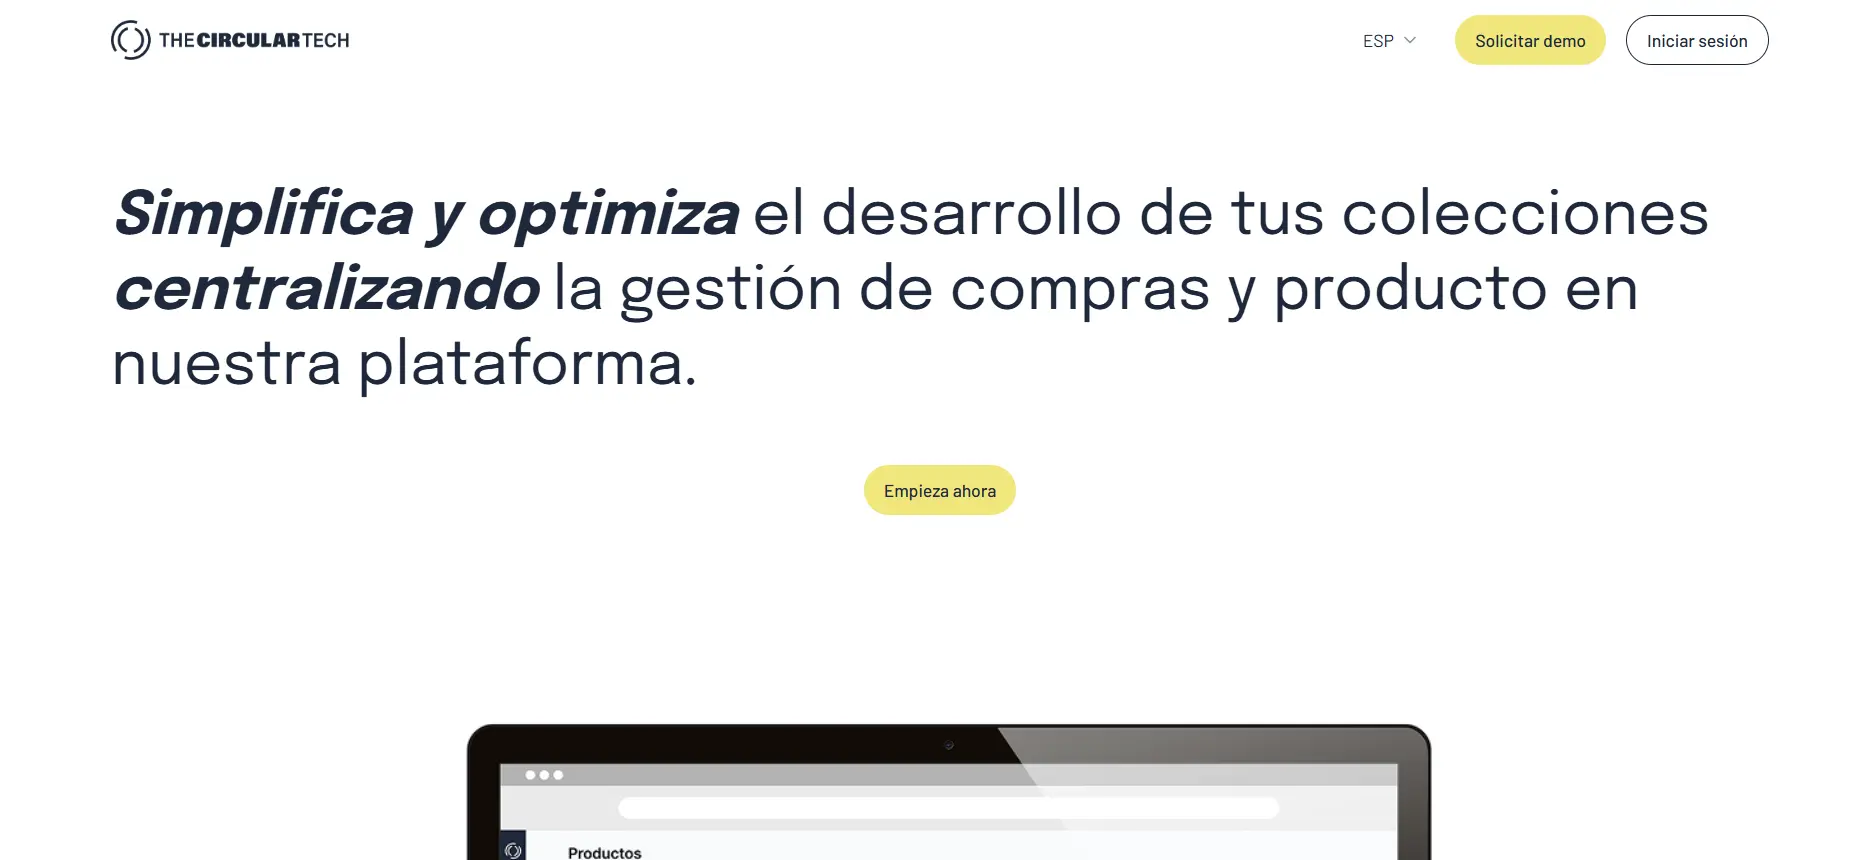 THECIRCULARTECH
ESP
Solicitar demo
Iniciar sesión
Simplifica y optimiza el desarrollo de tus colecciones
centralizando la gestión de compras y producto en
nuestra plataforma.
Empieza ahora
Productos